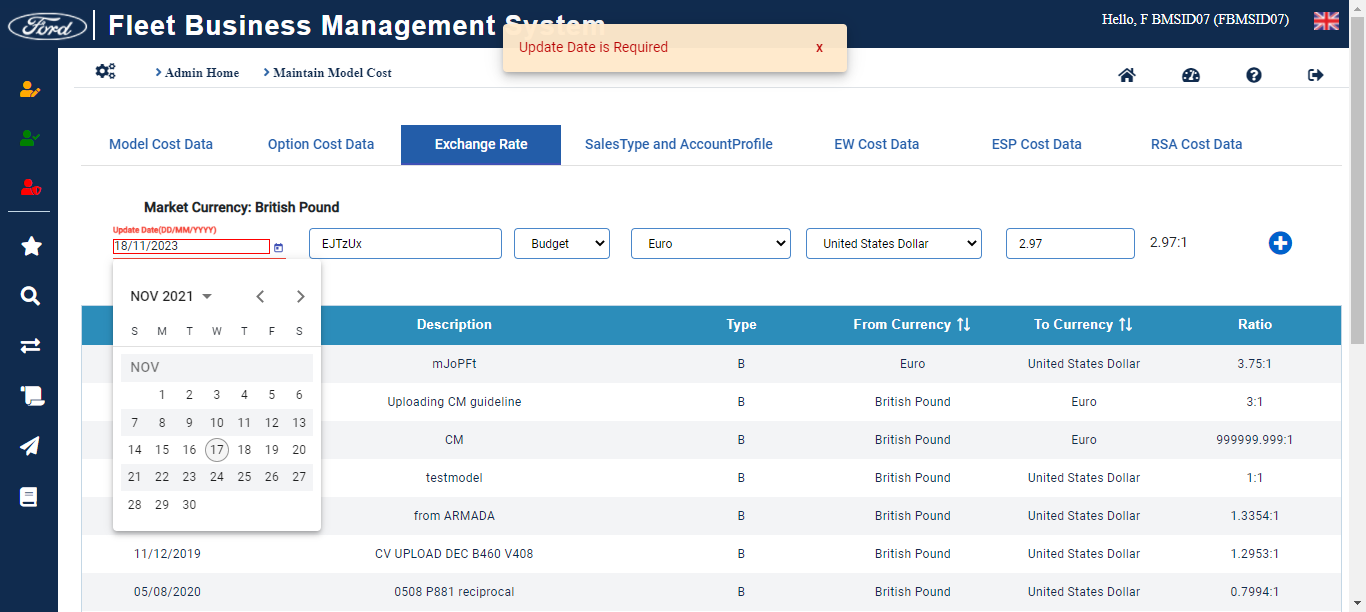 Ford
Fleet Business Management System
Hello, F BMSID07 (FBMSID07)
Update Date is Required x
Admin Home Maintain Model Cost
Model Cost Data Option Cost Data Exchange Rate SalesType and AccountProfile EW Cost Data ESP Cost Data RSA Cost Data
Market Currency: British Pound
Update Date(DD/MM/YYYY)
18/11/2023 EJTzUx Budget Euro United States Dollar 2.97 2.97:1
NOV 2021
S M T W T F S
NOV
1 2 3 4 5 6
7 8 9 10 11 12 13
14 15 16 17 18 19 20
21 22 23 24 25 26 27
28 29 30
Description Type From Currency To Currency Ratio
mJoPFt B Euro United States Dollar 3.75:1
Uploading CM guideline B British Pound Euro 3:1
CM B British Pound Euro 999999.999:1
testmodel B British Pound United States Dollar 1:1
from ARMADA B British Pound United States Dollar 1.3354:1
11/12/2019 CV UPLOAD DEC B460 V408 B British Pound United States Dollar 1.2953:1
05/08/2020 0508 P881 reciprocal B British Pound United States Dollar 0.7994:1